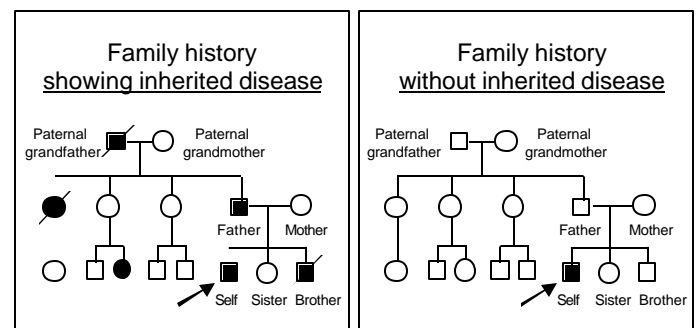 Family history
showing inherited disease
Paternal
grandfather
Paternal
grandmother
Father
Mother
Self
Sister
Brother
Family history
without inherited disease
Paternal
grandfather
Paternal
grandmother
Father
Mother
Self
Sister
Brother